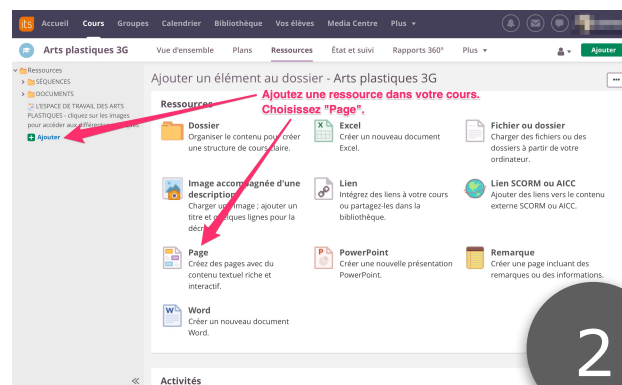 its Accueil Cours Groupes Calendrier Bibliothèque Vos élèves Media Centre Plus
Arts plastiques 3G Vue d'ensemble Plans Ressources État et suivi Rapports 360° Plus Ajouter
Ressources
SÉQUENCES
DOCUMENTS
L'ESPACE DE TRAVAIL DES ARTS
PLASTIQUES - cliquez sur les images
pour accéder aux différentes
Ajouter
Ajouter un élément au dossier - Arts plastiques 3G
Ajoutez une ressource dans votre cours.
Choisissez "Page".
Ressources
Dossier
Organiser le contenu pour créer
une structure de cours claire.
Excel
Créer un nouveau document
Excel.
Fichier ou dossier
Charger des fichiers ou des
dossiers à partir de votre
ordinateur.
Image accompagnée d'une
description
Charger une image ; ajouter un
titre et quelques lignes pour la
Lien
Intégrez des liens à votre cours
ou partagez-les dans la
bibliothèque.
Lien SCORM ou AICC
Ajouter des liens vers le contenu
externe SCORM ou AICC.
Page
Créez des pages avec du
contenu textuel riche et
interactif.
PowerPoint
Créer une nouvelle présentation
PowerPoint.
Remarque
Créer une page incluant des
remarques ou des informations.
Word
Créer un nouveau document
Word.
2
Activités